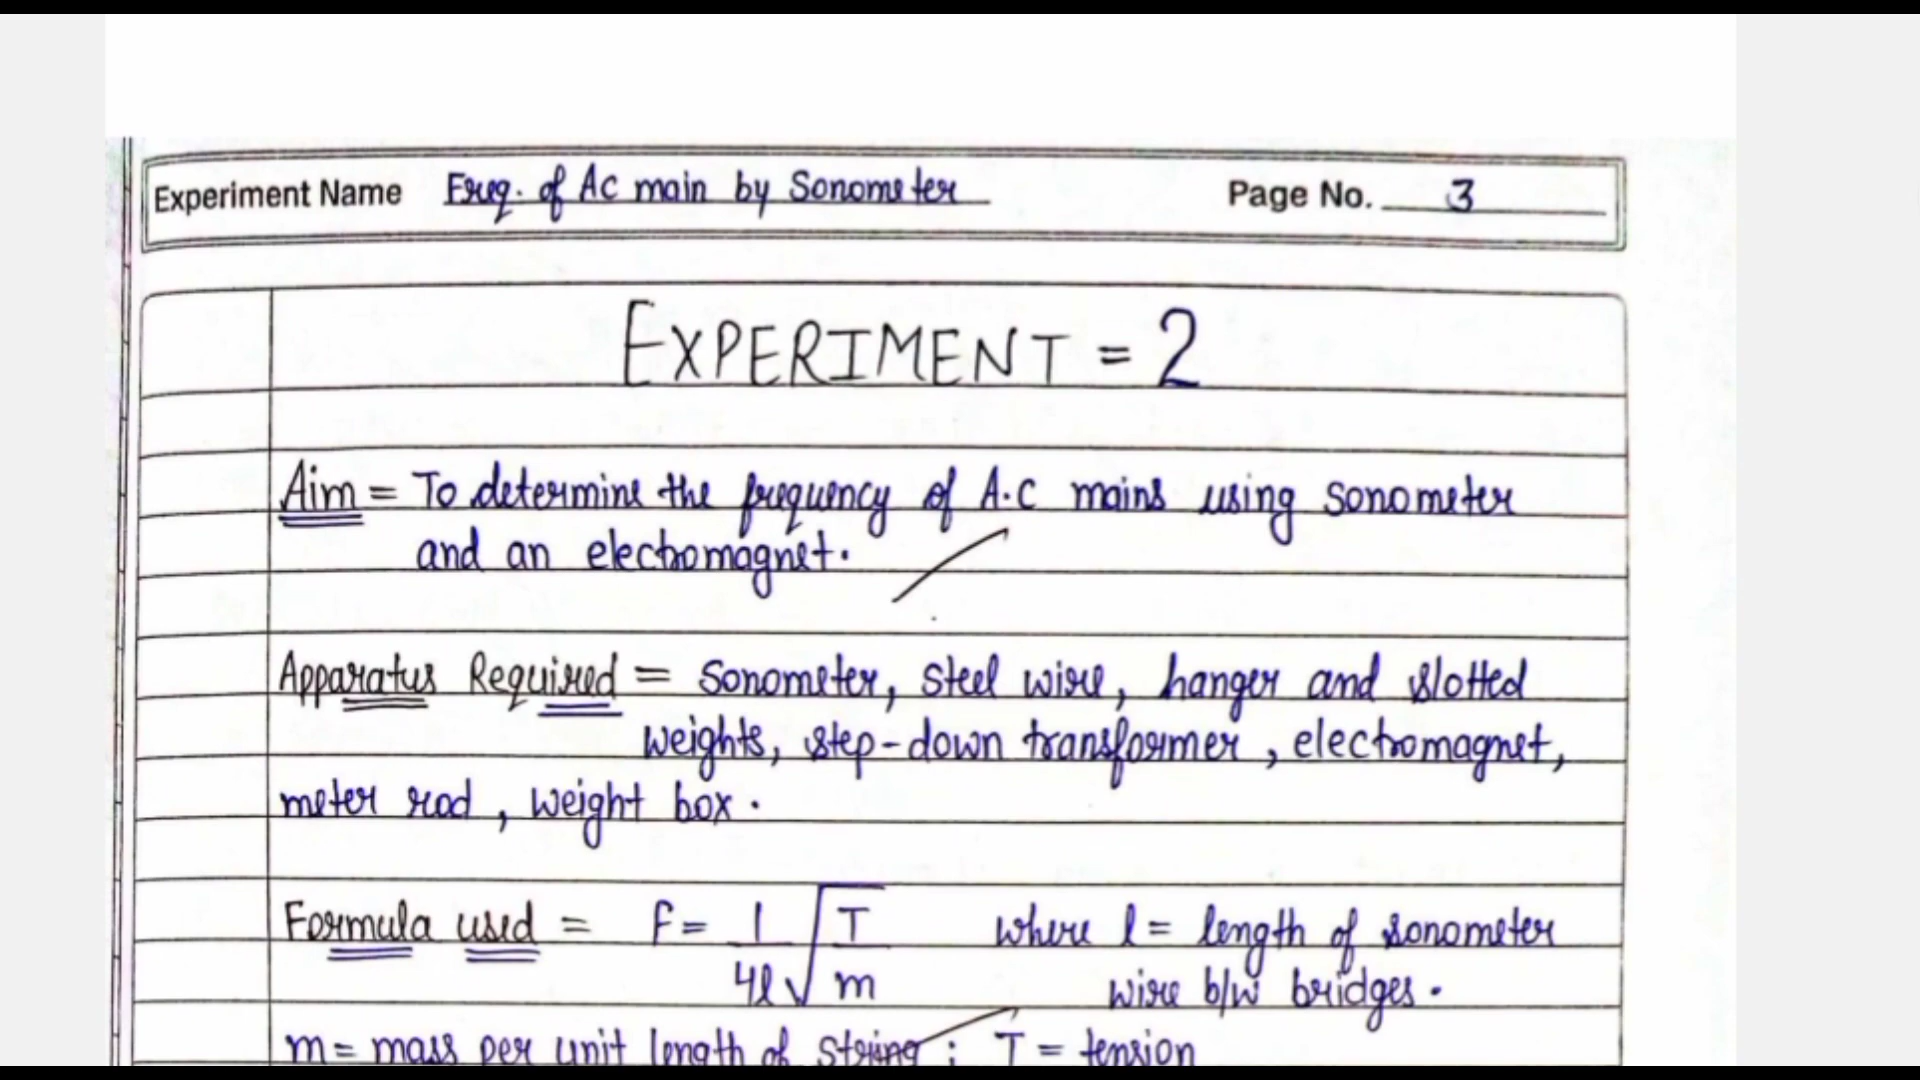 Experiment Name Freq. of AC main by Sonometer Page No. 3
EXPERIMENT = 2
Aim = To determine the frequency of A.C mains using sonometer
and an electromagnet.
Apparatus Required = sonometer, steel wire, hanger and slotted
weights, step-down transformer, electromagnet,
meter rod, weight box.
Formula used = F = 1/4l √T/m where l = length of sonometer
wire b/w bridges.
m = mass per unit length of string; T = tension